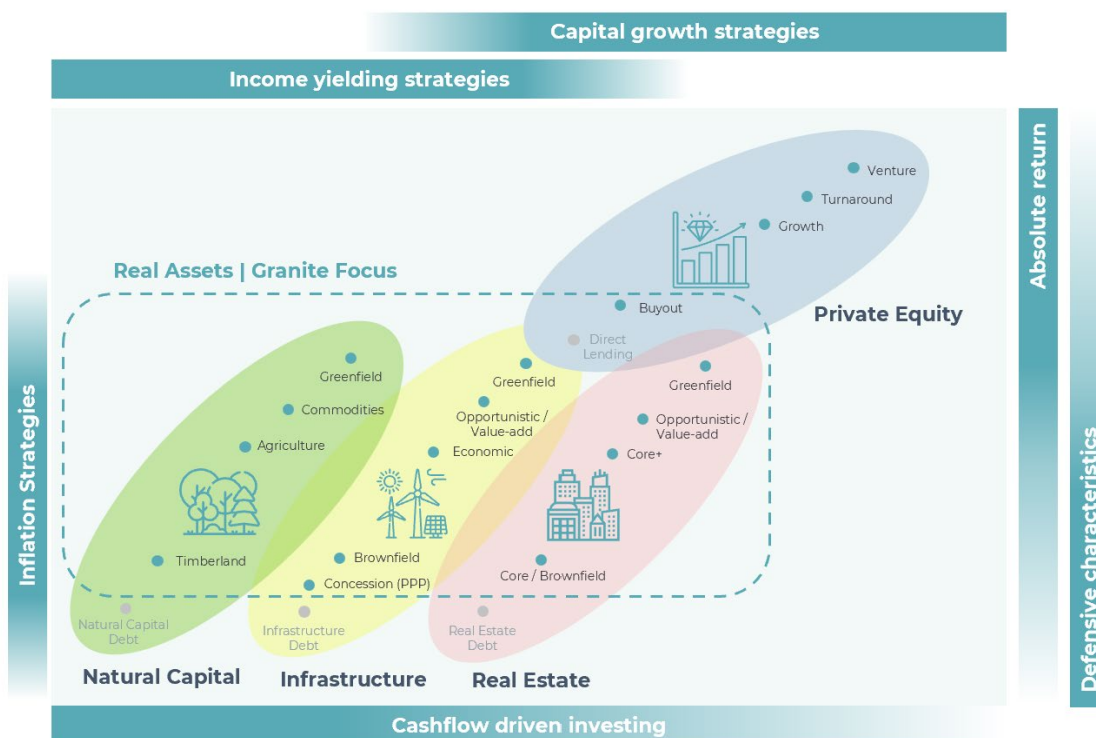 Capital growth strategies
Income yielding strategies
Absolute return
Defensive characteristics
Inflation Strategies
Venture
Turnaround
Growth
Real Assets | Granite Focus
Buyout
Private Equity
Direct
Lending
Greenfield
Greenfield
Greenfield
Commodities
Opportunistic /
Value-add
Opportunistic /
Value-add
Agriculture
Economic
Core+
Timberland
Brownfield
Core / Brownfield
Concession (PPP)
Natural Capital
Debt
Infrastructure
Debt
Real Estate
Debt
Natural Capital
Infrastructure
Real Estate
Cashflow driven investing